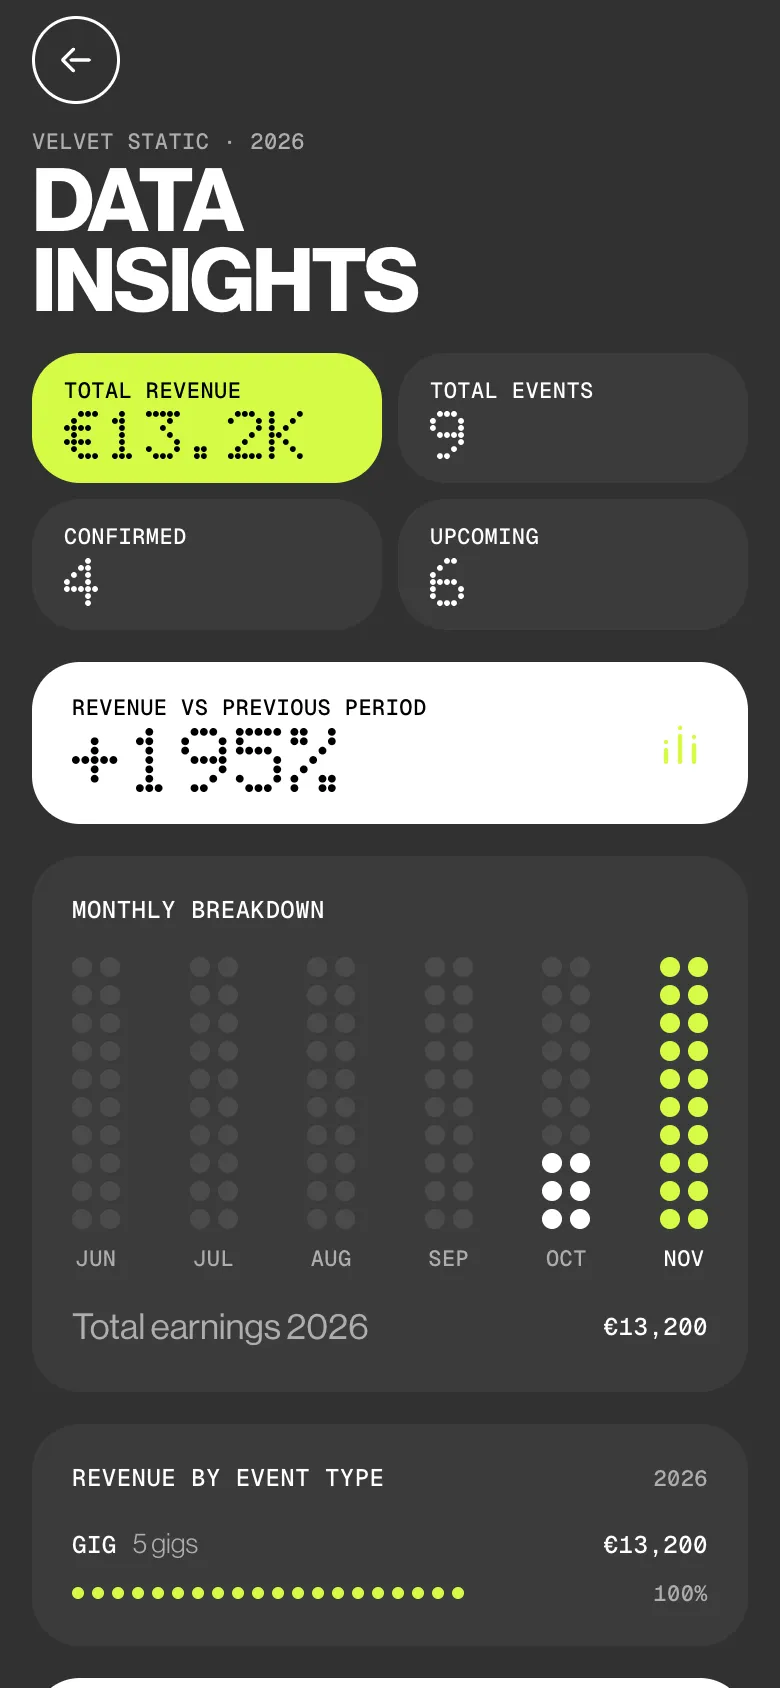 VELVET STATIC · 2026
DATA
INSIGHTS
TOTAL REVENUE
€13.2K
TOTAL EVENTS
9
CONFIRMED
4
UPCOMING
6
REVENUE VS PREVIOUS PERIOD
+195%
MONTHLY BREAKDOWN
JUN JUL AUG SEP OCT NOV
Total earnings 2026 €13,200
REVENUE BY EVENT TYPE 2026
GIG 5 gigs €13,200
100%